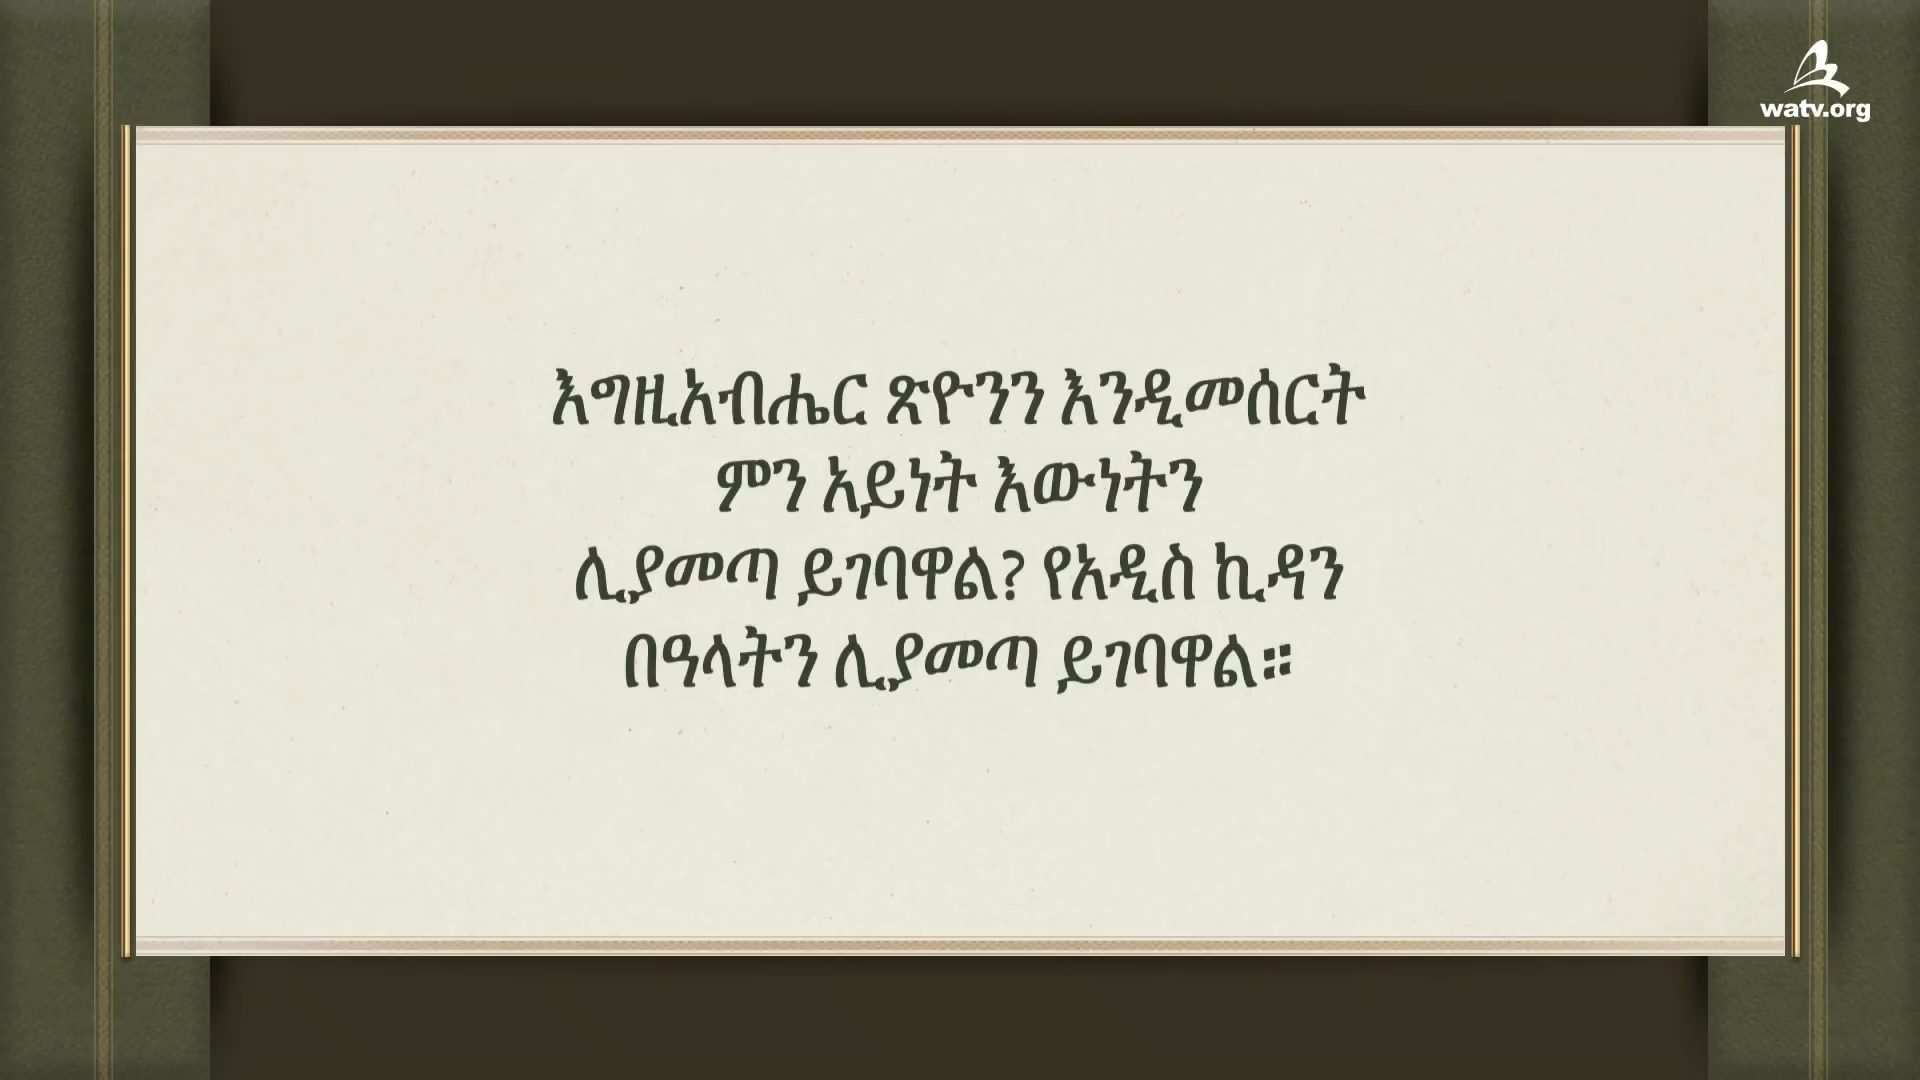 watv.org
እግዚአብሔር ጽዮንን እንዲመሰርት
ምን አይነት እውነትን
ሊያመጣ ይገባዋል? የአዲስ ኪዳን
በዓላትን ሊያመጣ ይገባዋል።